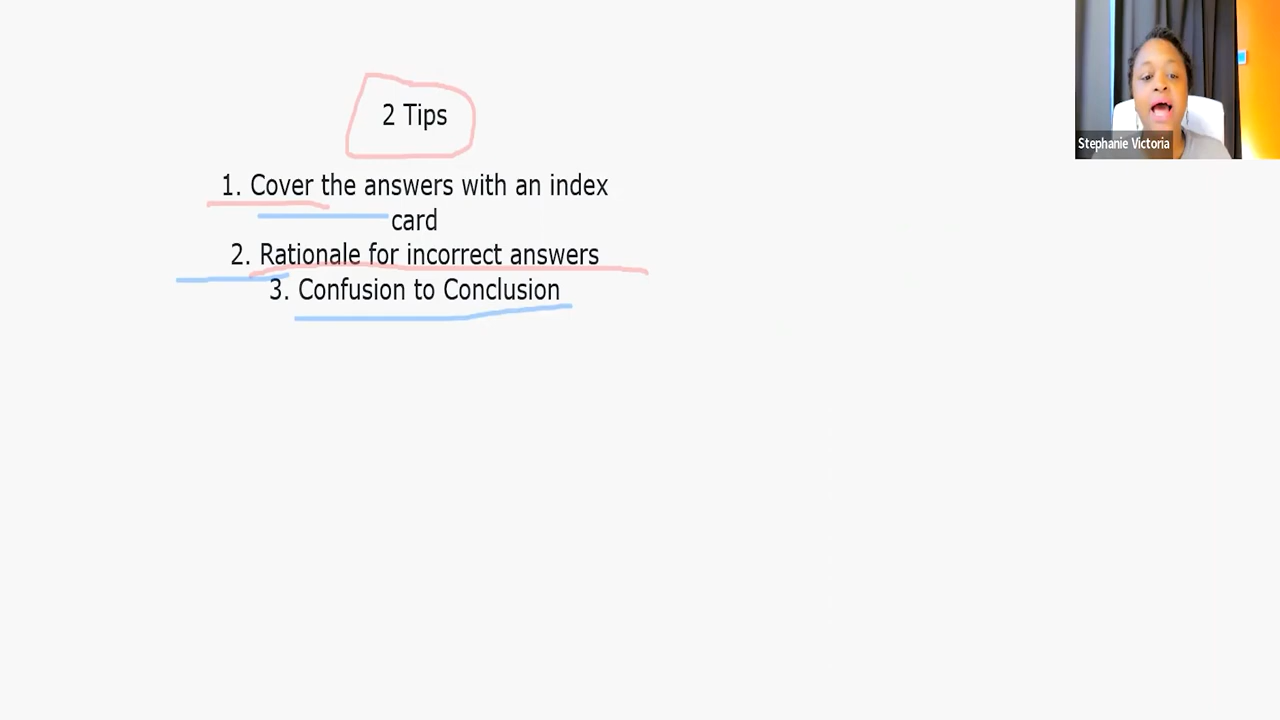 2 Tips
1. Cover the answers with an index
card
2. Rationale for incorrect answers
3. Confusion to Conclusion
Stephanie Victoria